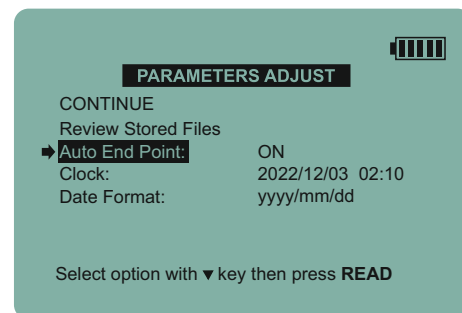 PARAMETERS ADJUST
CONTINUE
Review Stored Files
Auto End Point: ON
Clock: 2022/12/03 02:10
Date Format: yyyy/mm/dd
Select option with ▼ key then press READ